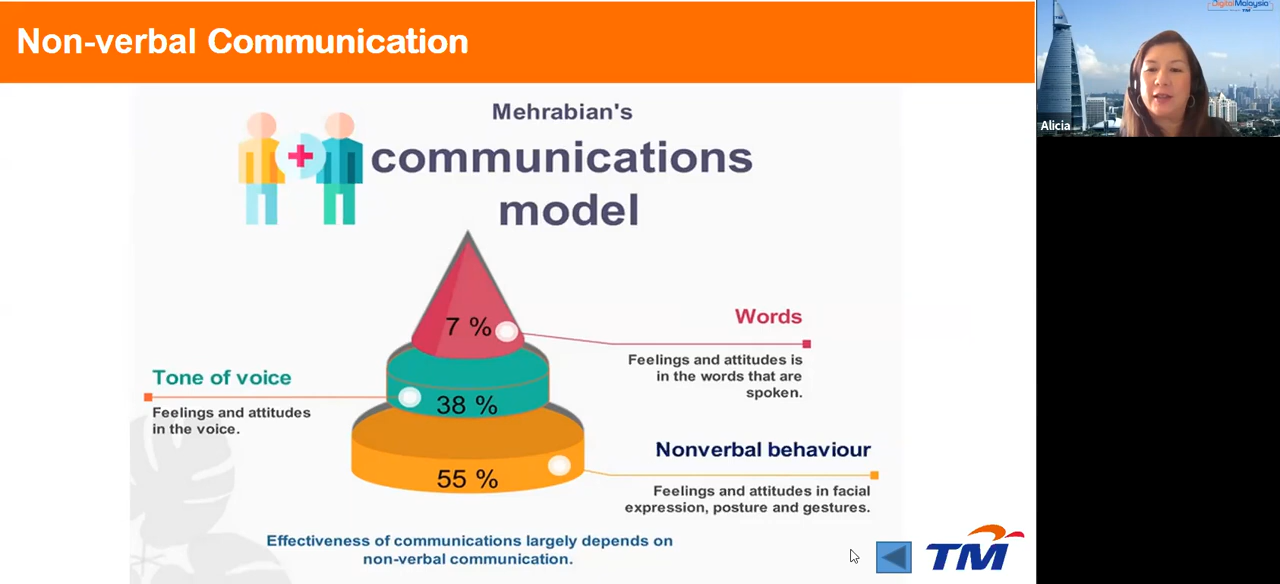 Non-verbal Communication
Mehrabian's
communications
model
7 %
Words
Feelings and attitudes is
in the words that are
spoken.
Tone of voice
Feelings and attitudes
in the voice.
38 %
Nonverbal behaviour
55 %
Feelings and attitudes in facial
expression, posture and gestures.
Effectiveness of communications largely depends on
non-verbal communication.
TM
DigitalMalaysia
TM
Alicia